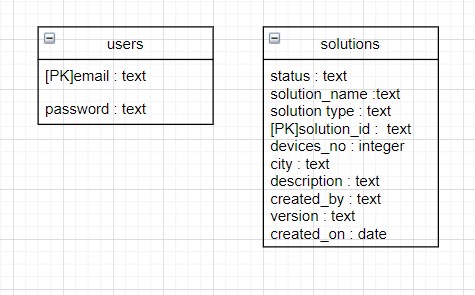 users
[PK]email : text
password : text
solutions
status : text
solution_name :text
solution type : text
[PK]solution_id :  text
devices_no : integer
city : text
description : text
created_by : text
version : text
created_on : date